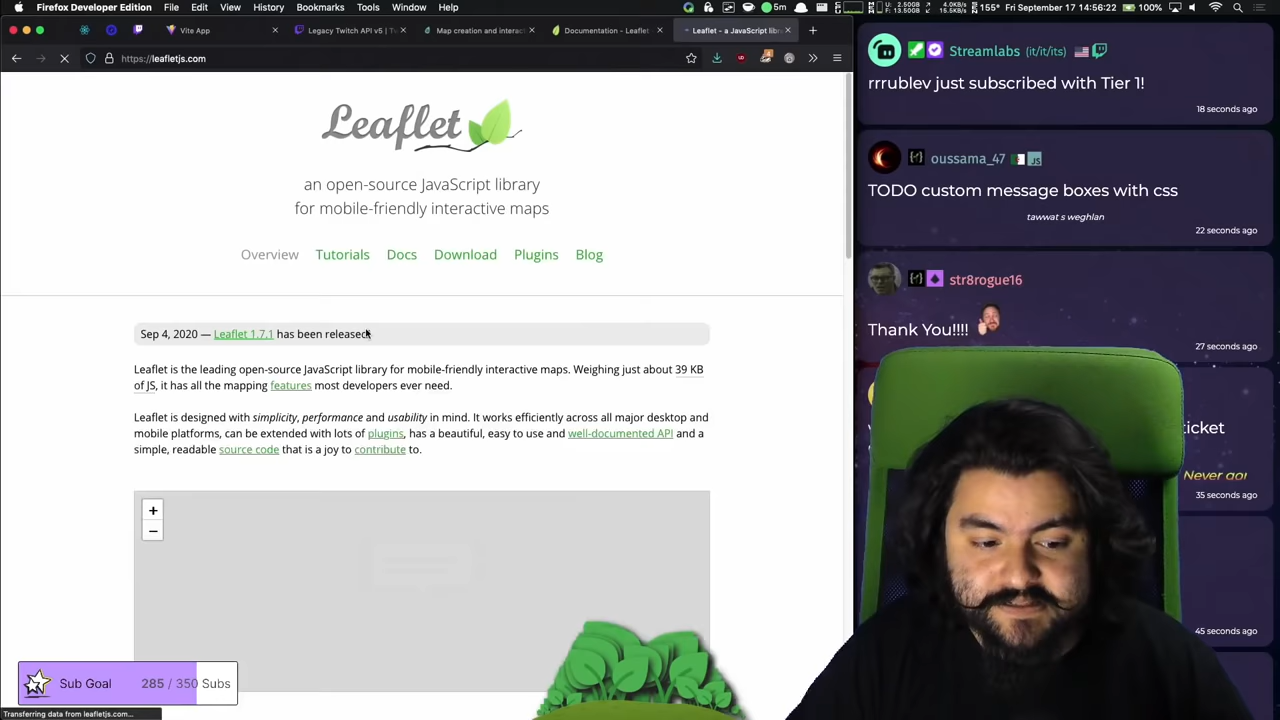 Firefox Developer Edition File Edit View History Bookmarks Tools Window Help
5m
155° Fri September 17 14:56:22 100%
Vite App
Legacy Twitch API v5 | T
Map creation and interac
Documentation - Leaflet
Leaflet - a JavaScript libr
https://leafletjs.com
Leaflet
an open-source JavaScript library
for mobile-friendly interactive maps
Overview Tutorials Docs Download Plugins Blog
Sep 4, 2020 — Leaflet 1.7.1 has been released
Leaflet is the leading open-source JavaScript library for mobile-friendly interactive maps. Weighing just about 39 KB
of JS, it has all the mapping features most developers ever need.
Leaflet is designed with simplicity, performance and usability in mind. It works efficiently across all major desktop and
mobile platforms, can be extended with lots of plugins, has a beautiful, easy to use and well-documented API and a
simple, readable source code that is a joy to contribute to.
+
−
Sub Goal 285 / 350 Subs
Transferring data from leafletjs.com...
Streamlabs (it/it/its)
rrrublev just subscribed with Tier 1!
18 seconds ago
oussama_47 JS
TODO custom message boxes with css
tawwat s weghlan
22 seconds ago
str8rogue16
Thank You!!!!
27 seconds ago
ticket
Never go
35 seconds ago
45 seconds ago